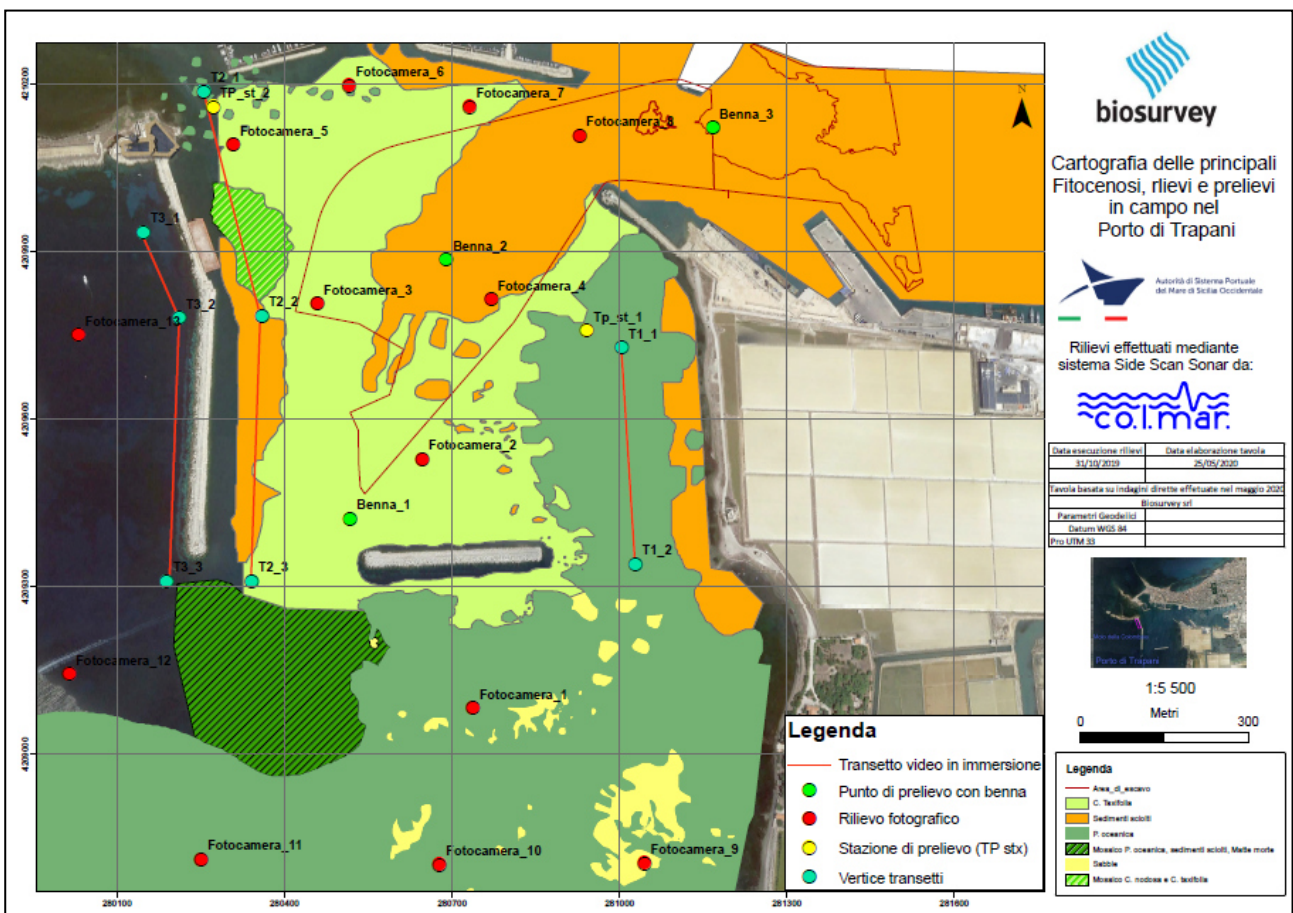 Fotocamera_6
T2_1
TP_st_2
Fotocamera_7
Fotocamera_5
Fotocamera_8
Benna_3
T3_1
Benna_2
T3_2
T2_2
Fotocamera_3
Fotocamera_4
Fotocamera_13
Tp_st_1
T1_1
Fotocamera_2
Benna_1
T3_3
T2_3
T1_2
Fotocamera_12
Fotocamera_1
Fotocamera_11
Fotocamera_10
Fotocamera_9
4210200
4209900
4209600
4209300
4209000
280100
280400
280700
281000
281300
281600
N
Legenda
Transetto video in immersione
Punto di prelievo con benna
Rilievo fotografico
Stazione di prelievo (TP stx)
Vertice transetti
biosurvey
Cartografia delle principali
Fitocenosi, rlievi e prelievi
in campo nel
Porto di Trapani
Autorità di Sistema Portuale
del Mare di Sicilia Occidentale
Rilievi effettuati mediante
sistema Side Scan Sonar da:
co.l.mar.
Data esecuzione rilievi Data elaborazione tavola
31/10/2019 25/05/2020
Tavola basata su indagini dirette effetuate nel maggio 2020
Biosurvey srl
Parametri Geodelici
Datum WGS 84
Pro UTM 33
Porto di Trapani
1:5 500
Metri
0 300
Legenda
Area_di_escavo
C. Taxifolia
Sedimenti sciolti
P. oceanica
Mosaico P. oceanica, sedimenti sciolti, Matte morte
Sabbie
Mosaico C. nodosa e C. taxifolia